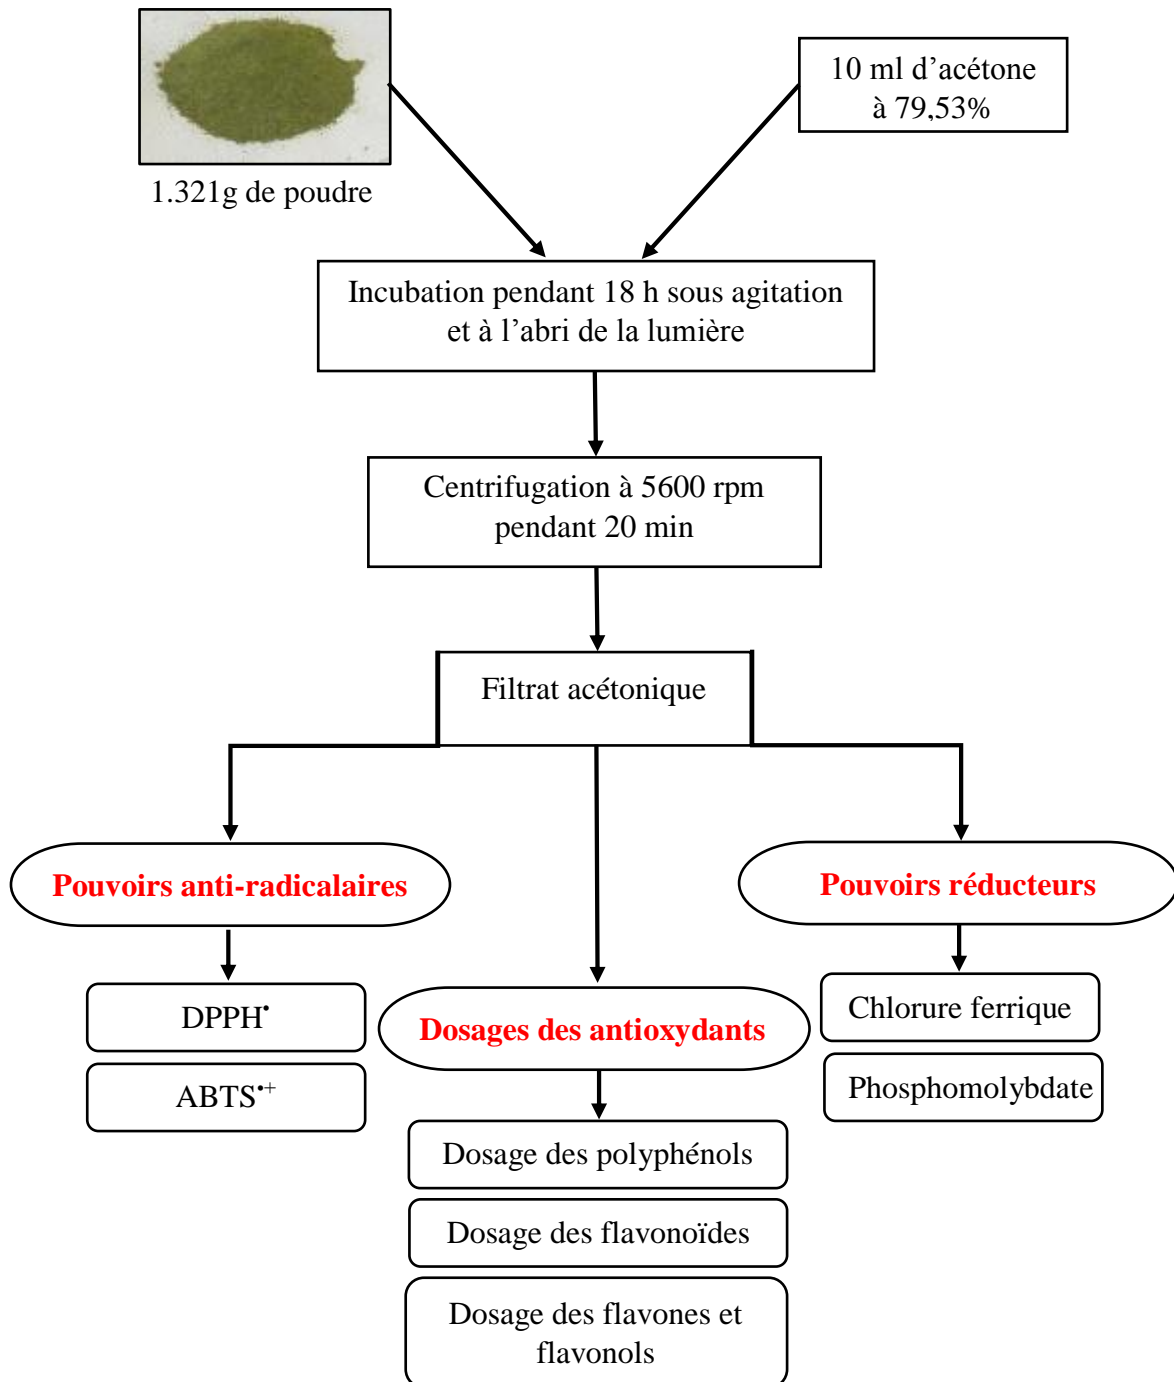 10 ml d’acétone
à 79,53%
1.321g de poudre
Incubation pendant 18 h sous agitation
et à l’abri de la lumière
Centrifugation à 5600 rpm
pendant 20 min
Filtrat acétonique
Pouvoirs anti-radicalaires
DPPH•
ABTS•+
Dosages des antioxydants
Dosage des polyphénols
Dosage des flavonoïdes
Dosage des flavones et
flavonols
Pouvoirs réducteurs
Chlorure ferrique
Phosphomolybdate